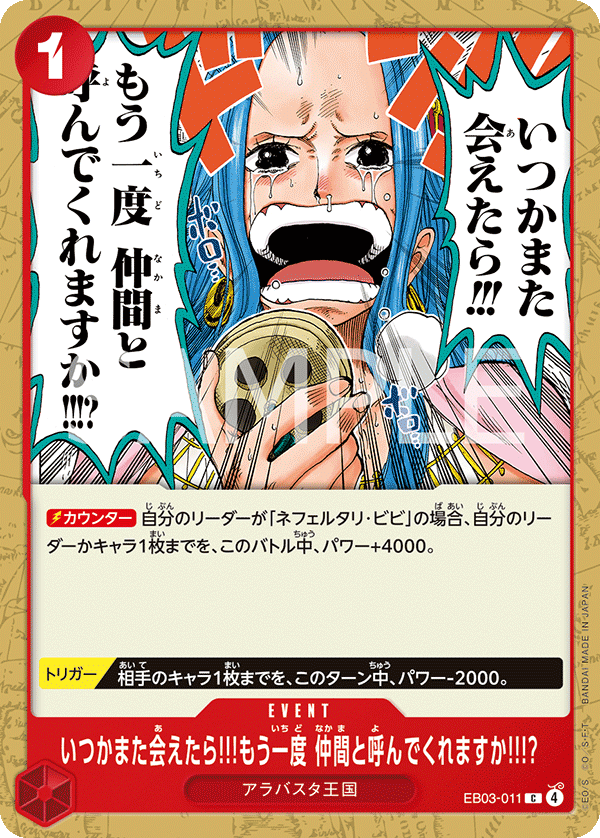 1
いつかまた
会えたら!!!
もう一度 仲間と
呼んでくれますか!!!?
ボロ
ボロ
SAMPLE
カウンター 自分のリーダーが「ネフェルタリ・ビビ」の場合、自分のリー
ダーかキャラ1枚までを、このバトル中、パワー+4000。
トリガー 相手のキャラ1枚までを、このターン中、パワー-2000。
EVENT
いつかまた会えたら!!!もう一度 仲間と呼んでくれますか!!!?
アラバスタ王国
EB03-011 C 4